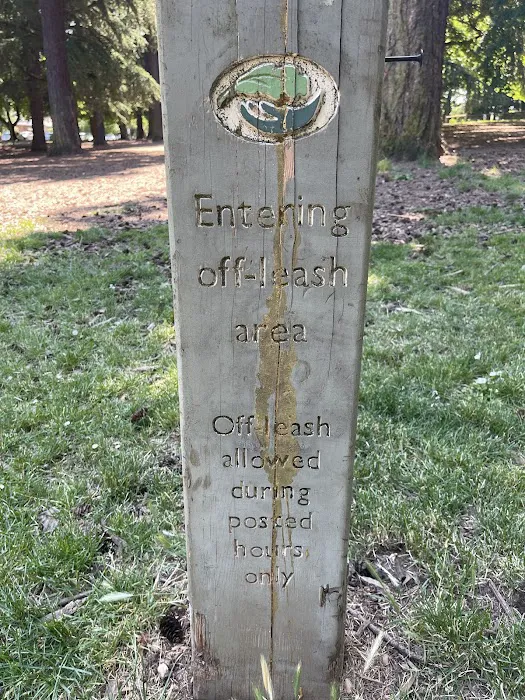 Entering
off-leash
area
Off-leash
allowed
during
posted
hours
only